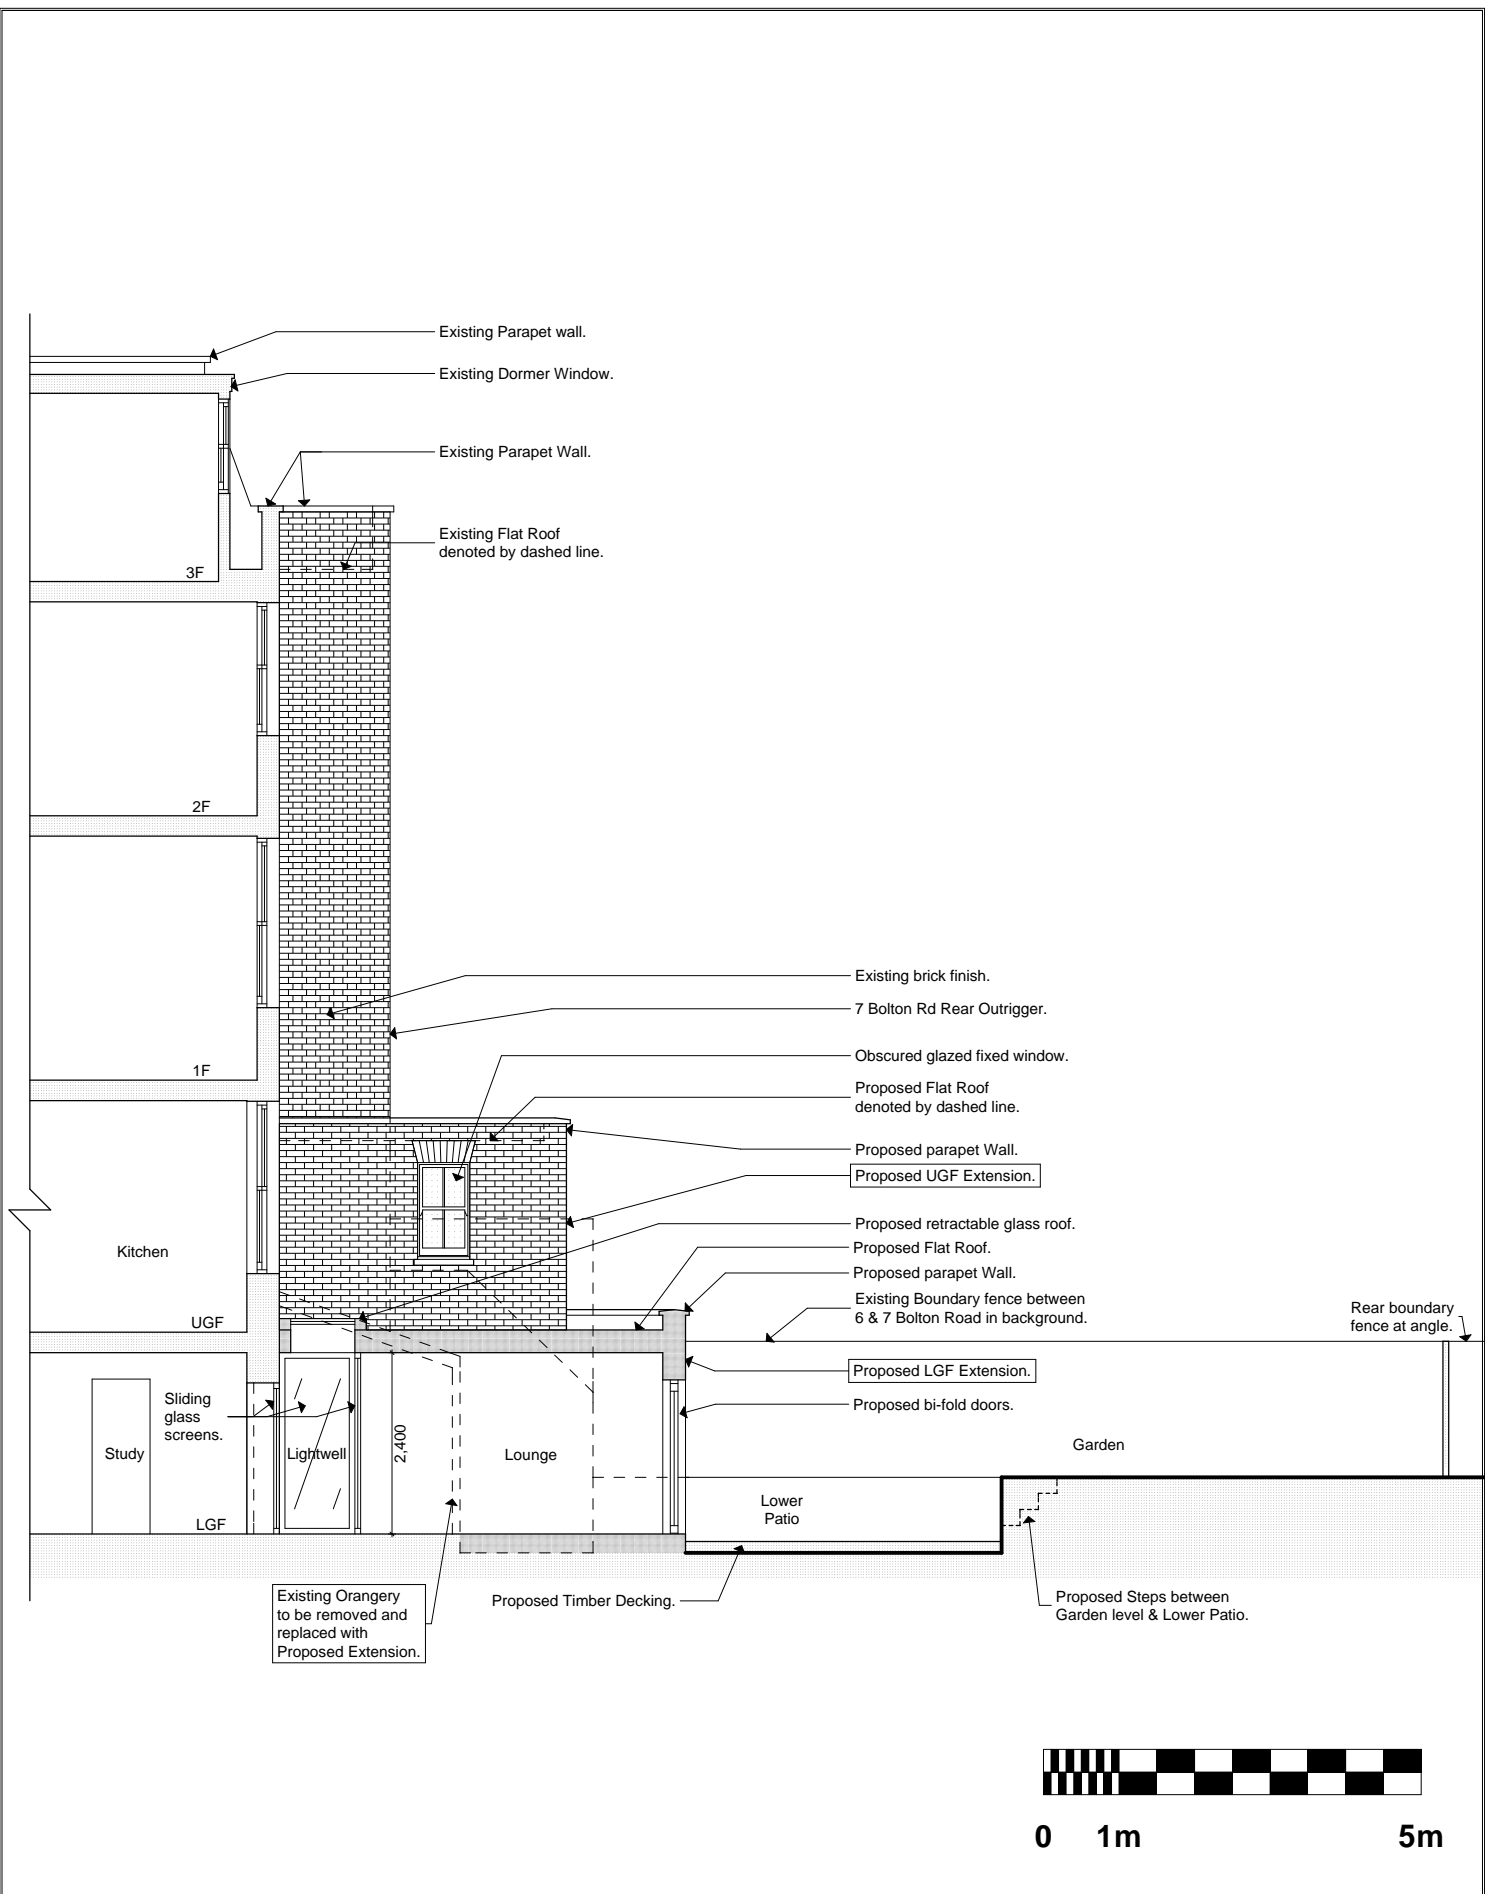 Existing Parapet wall.
Existing Dormer Window.
Existing Parapet Wall.
Existing Flat Roof
denoted by dashed line.
3F
2F
Existing brick finish.
7 Bolton Rd Rear Outrigger.
Obscured glazed fixed window.
1F
Proposed Flat Roof
denoted by dashed line.
Proposed parapet Wall.
Proposed UGF Extension.
Proposed retractable glass roof.
Kitchen
Proposed Flat Roof.
Proposed parapet Wall.
Existing Boundary fence between
6 & 7 Bolton Road in background.
Rear boundary
fence at angle.
UGF
Proposed LGF Extension.
Sliding
glass
screens.
Proposed bi-fold doors.
Study
Lightwell
2,400
Lounge
Garden
Lower
Patio
LGF
Existing Orangery
to be removed and
replaced with
Proposed Extension.
Proposed Timber Decking.
Proposed Steps between
Garden level & Lower Patio.
0 1m 5m